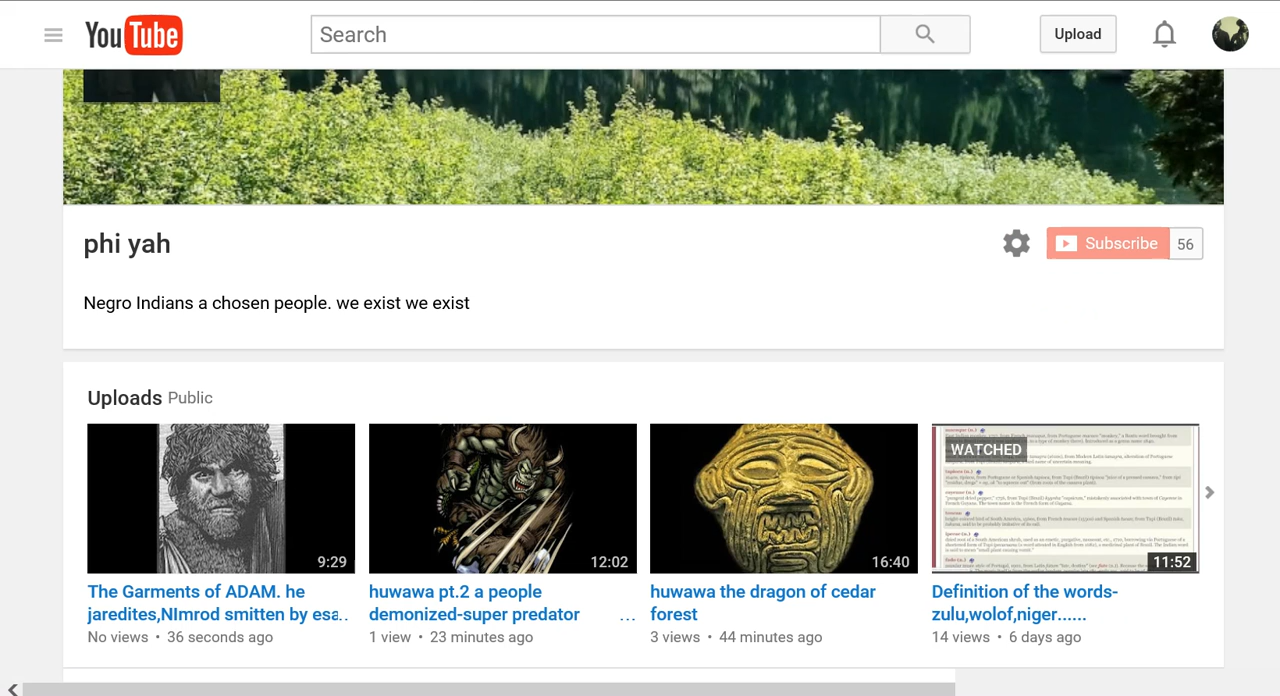 YouTube
Search
Upload
phi yah
Subscribe 56
Negro Indians a chosen people. we exist we exist
Uploads Public
WATCHED
9:29
12:02
16:40
11:52
The Garments of ADAM. he
jaredites,NImrod smitten by esa..
No views • 36 seconds ago
huwawa pt.2 a people
demonized-super predator ...
1 view • 23 minutes ago
huwawa the dragon of cedar
forest
3 views • 44 minutes ago
Definition of the words-
zulu,wolof,niger......
14 views • 6 days ago